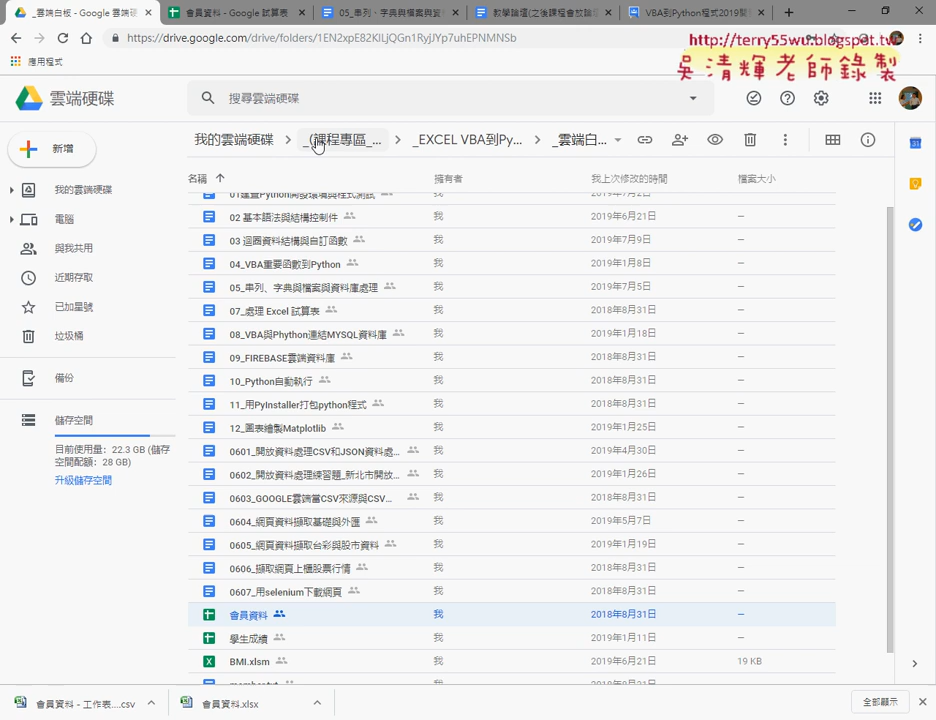 _雲端白板 - Google 雲端硬
會員資料 - Google 試算表
05_串列、字典與檔案與資
教學論壇(之後課程會放論
VBA到Python程式2019開
https://drive.google.com/drive/folders/1EN2xpE82KlLjQGn1RyjJYp7uhEPNMNSb
http://terry55wu.blogspot.tw
吳清輝老師錄製
應用程式
雲端硬碟
搜尋雲端硬碟
新增
我的雲端硬碟
_(課程專區_...
_EXCEL VBA到Py...
_雲端白...
名稱
擁有者
我上次修改的時間
檔案大小
我的雲端硬碟
電腦
與我共用
近期存取
已加星號
垃圾桶
備份
儲存空間
目前使用量: 22.3 GB (儲存
空間配額: 28 GB)
升級儲存空間
01建置Python開發環境與程式測試 我 2019年7月2日 —
02 基本語法與結構控制件 我 2019年6月21日 —
03 迴圈資料結構與自訂函數 我 2019年7月9日 —
04_VBA重要函數到Python 我 2019年1月8日 —
05_串列、字典與檔案與資料庫處理 我 2019年7月5日 —
07_處理 Excel 試算表 我 2018年8月31日 —
08_VBA與Phython連結MYSQL資料庫 我 2019年1月18日 —
09_FIREBASE雲端資料庫 我 2018年8月31日 —
10_Python自動執行 我 2018年8月31日 —
11_用PyInstaller打包python程式 我 2018年8月31日 —
12_圖表繪製Matplotlib 我 2019年1月25日 —
0601_開放資料處理CSV和JSON資料處... 我 2019年4月30日 —
0602_開放資料處理練習題_新北市開放... 我 2019年1月26日 —
0603_GOOGLE雲端當CSV來源與CSV... 我 2018年8月31日 —
0604_網頁資料擷取基礎與外匯 我 2019年5月7日 —
0605_網頁資料擷取台彩與股市資料 我 2019年1月19日 —
0606_擷取網頁上櫃股票行情 我 2018年8月31日 —
0607_用selenium下載網頁 我 2018年8月31日 —
會員資料 我 2018年8月31日 —
學生成績 我 2019年1月11日 —
BMI.xlsm 我 2019年6月21日 19 KB
會員資料 - 工作表....csv
會員資料.xlsx
全部顯示